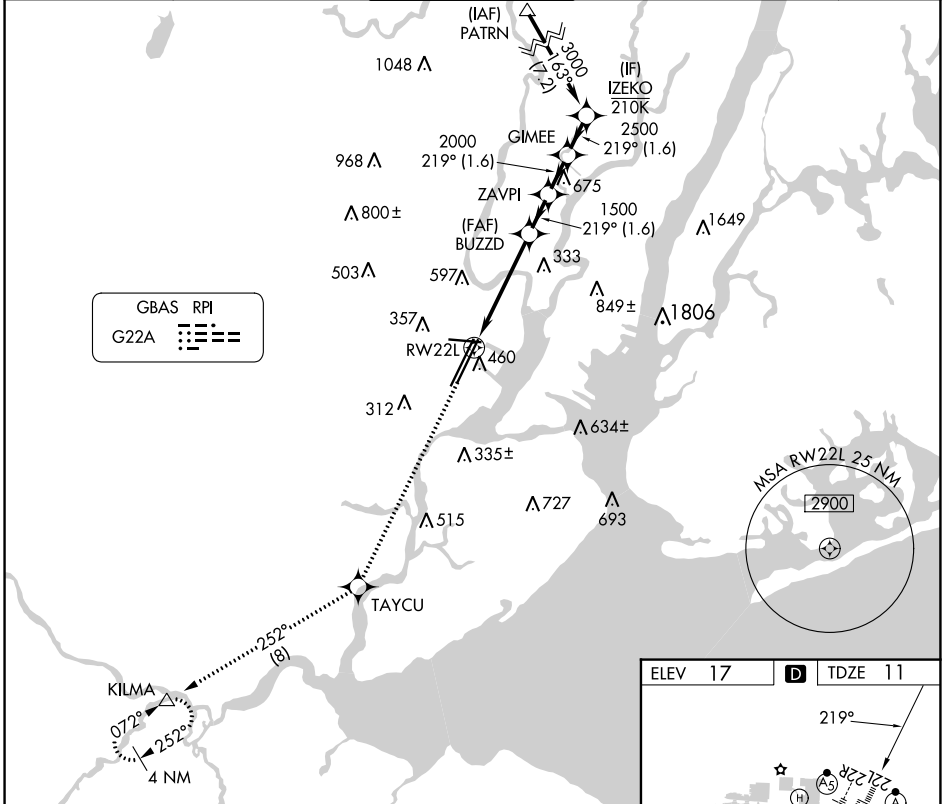 (IAF)
PATRN
3000
163°
(7.2)
1048
(IF)
IZEKO
210K
GIMEE
2500
219° (1.6)
2000
219° (1.6)
968
675
ZAVPI
800±
1500
219° (1.6)
1649
(FAF)
BUZZD
333
503
597
849±
1806
GBAS RPI
G22A
357
RW22L
460
312
634±
335±
MSA RW22L 25 NM
2900
727
693
515
TAYCU
252°
(8)
KILMA
072°
252°
4 NM
ELEV 17
D
TDZE 11
219°
22R
22L
A5
H
A